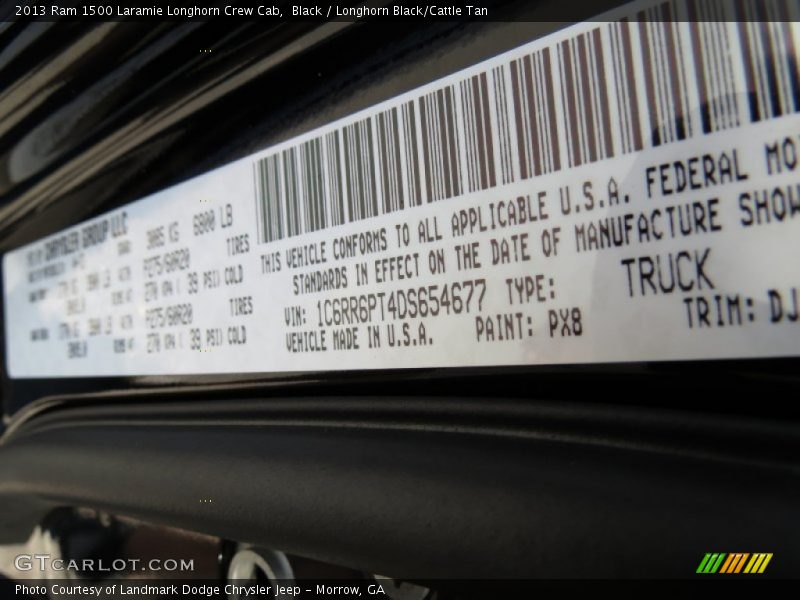 2013 Ram 1500 Laramie Longhorn Crew Cab, Black / Longhorn Black/Cattle Tan
CHRYSLER GROUP LLC
3085 KG 6800 LB
TIRES
P275/60R20
270 KPA ( 39 PSI) COLD
TIRES
P275/60R20
270 KPA ( 39 PSI) COLD
THIS VEHICLE CONFORMS TO ALL APPLICABLE U.S.A. FEDERAL MO
STANDARDS IN EFFECT ON THE DATE OF MANUFACTURE SHOW
VIN: 1C6RR6PT4DS654677 TYPE: TRUCK
VEHICLE MADE IN U.S.A. PAINT: PX8 TRIM: DJ
GTCARLOT.COM
Photo Courtesy of Landmark Dodge Chrysler Jeep – Morrow, GA